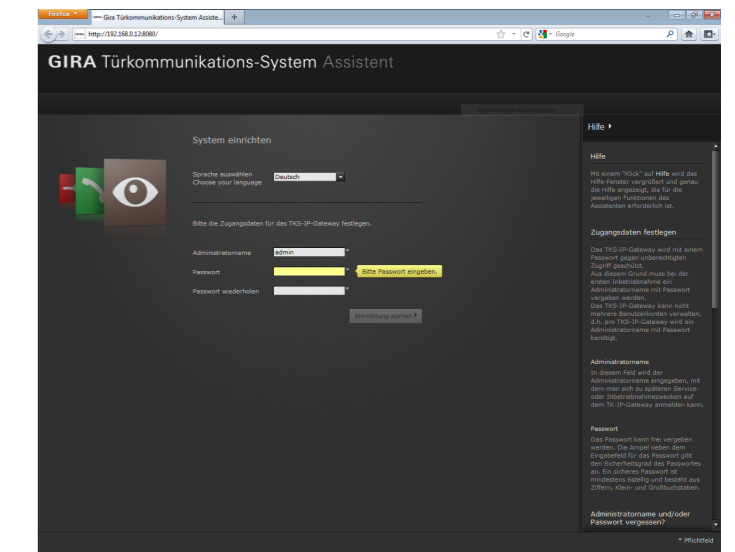 Firefox
Gira Türkommunikations-System Assiste...
http://192.168.0.12:8080/
Google
GIRA Türkommunikations-System Assistent
System einrichten
Sprache auswählen
Choose your language
Deutsch
Bitte die Zugangsdaten für das TKS-IP-Gateway festlegen.
Administratorname
admin
*
Passwort
*
Bitte Passwort eingeben.
Passwort wiederholen
*
Einrichtung starten
Hilfe
Hilfe
Mit einem "Klick" auf Hilfe wird das
Hilfe-Fenster vergrößert und genau
die Hilfe angezeigt, die für die
jeweiligen Funktionen des
Assistenten erforderlich ist.
Zugangsdaten festlegen
Das TKS-IP-Gateway wird mit einem
Passwort gegen unberechtigten
Zugriff geschützt.
Aus diesem Grund muss bei der
ersten Inbetriebnahme ein
Administratorname mit Passwort
vergeben werden.
Das TKS-IP-Gateway kann nicht
mehrere Benutzerkonten verwalten,
d.h. pro TKS-IP-Gateway wird ein
Administratorname mit Passwort
benötigt.
Administratorname
In diesem Feld wird der
Administratorname eingegeben, mit
dem man sich zu späteren Service-
oder Inbetriebnahmezwecken auf
dem TK-IP-Gateway anmelden kann.
Passwort
Das Passwort kann frei vergeben
werden. Die Ampel neben dem
Eingabefeld für das Passwort gibt
den Sicherheitsgrad des Passwortes
an. Ein sicheres Passwort ist
mindestens 6stellig und besteht aus
Ziffern, Klein- und Großbuchstaben.
Administratorname und/oder
Passwort vergessen?
* Pflichtfeld